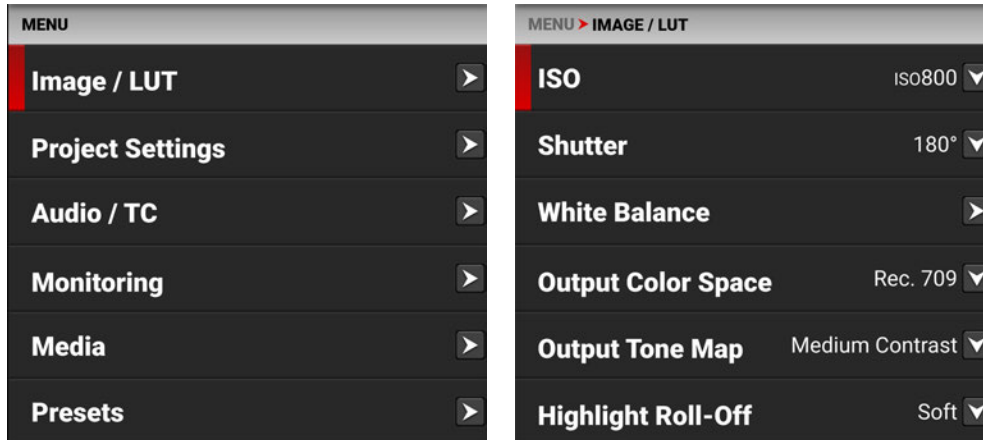 MENU
Image / LUT
Project Settings
Audio / TC
Monitoring
Media
Presets
MENU > IMAGE / LUT
ISO ISO800
Shutter 180°
White Balance
Output Color Space Rec. 709
Output Tone Map Medium Contrast
Highlight Roll-Off Soft